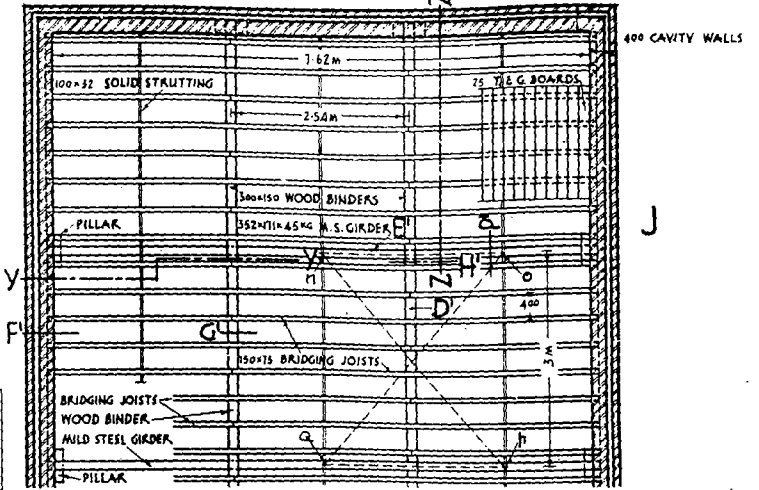 400 CAVITY WALLS
7·62M
100×32 SOLID STRUTTING
25 T & G. BOARDS
2·54M
300×150 WOOD BINDERS
352×171×45KG M.S. GIRDER E'
PILLAR
J
Y
Y
n
H'
o
Z
D'
400
F'
G'
3M
150×75 BRIDGING JOISTS
BRIDGING JOISTS
WOOD BINDER
MILD STEEL GIRDER
PILLAR